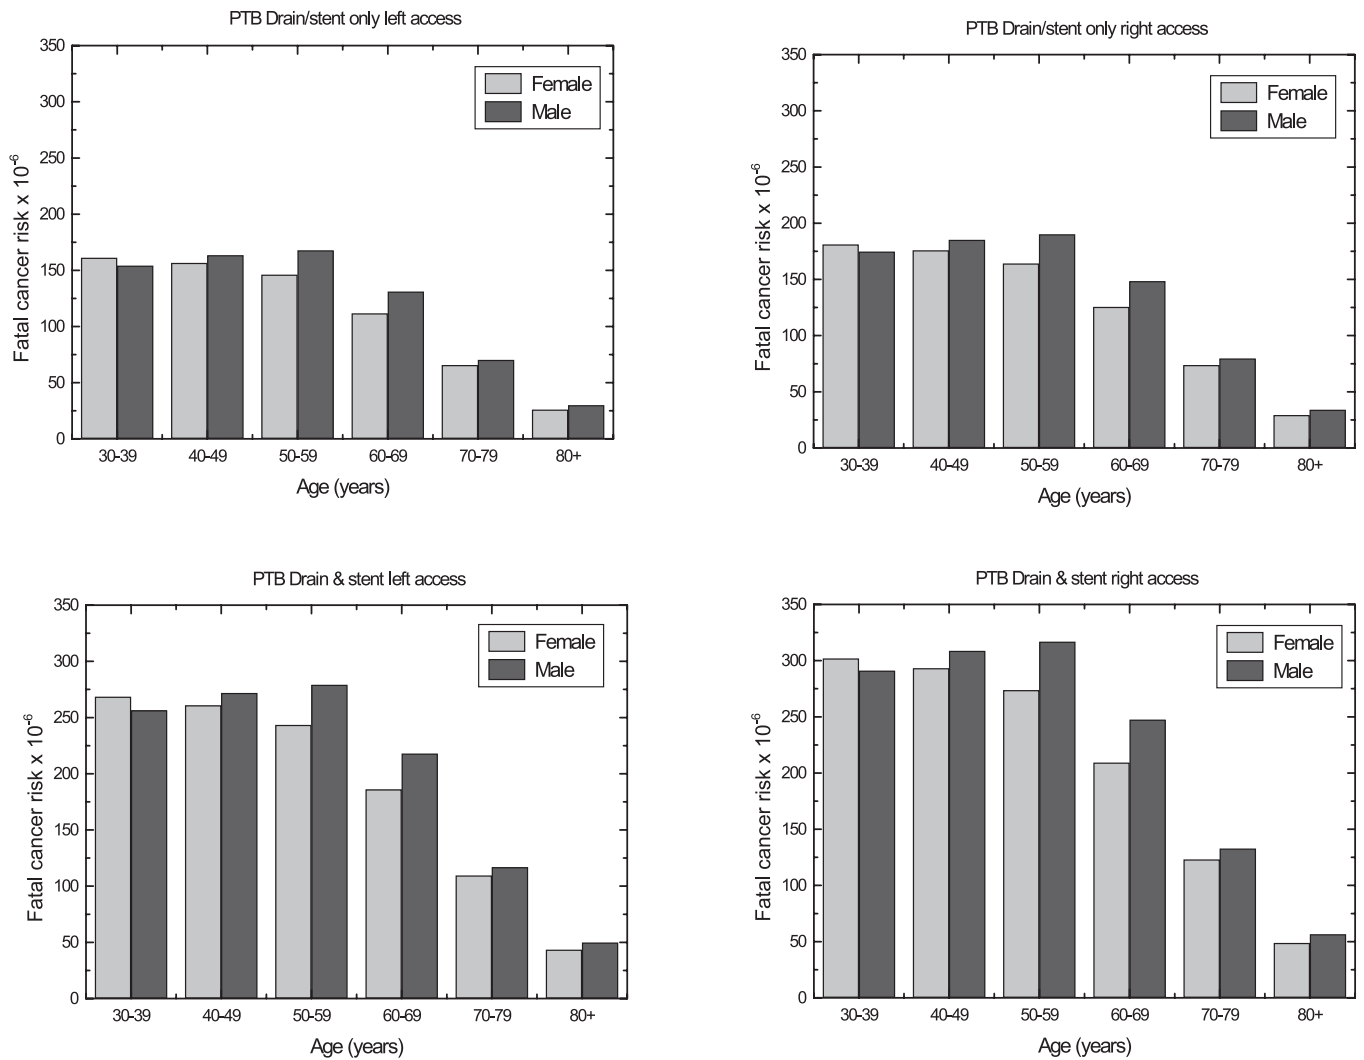 PTB Drain/stent only left access
350
300
250
200
150
100
50
0
Fatal cancer risk x 10-6
Female
Male
30-39 40-49 50-59 60-69 70-79 80+
Age (years)
PTB Drain/stent only right access
350
300
250
200
150
100
50
0
Fatal cancer risk x 10-6
Female
Male
30-39 40-49 50-59 60-69 70-79 80+
Age (years)
PTB Drain & stent left access
350
300
250
200
150
100
50
0
Fatal cancer risk x 10-6
Female
Male
30-39 40-49 50-59 60-69 70-79 80+
Age (years)
PTB Drain & stent right access
350
300
250
200
150
100
50
0
Fatal cancer risk x 10-6
Female
Male
30-39 40-49 50-59 60-69 70-79 80+
Age (years)